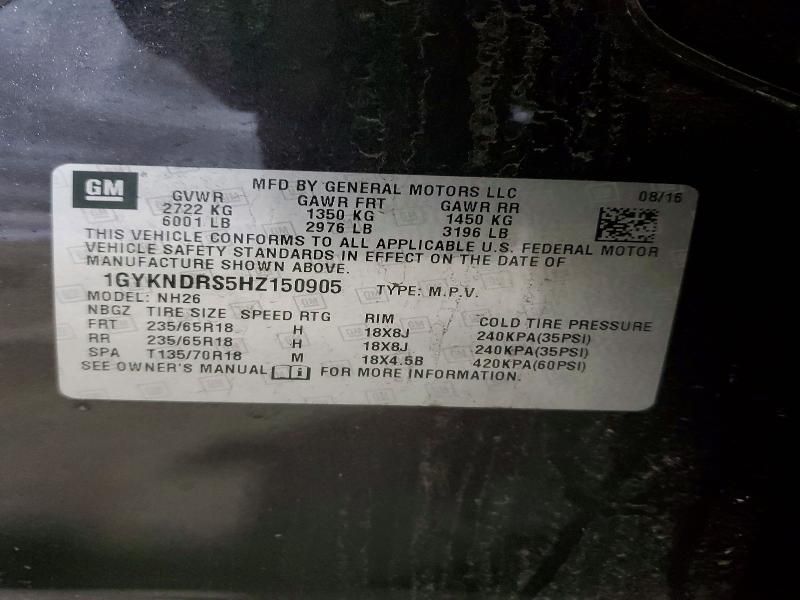 GM
MFD BY GENERAL MOTORS LLC 08/16
GVWR GAWR FRT GAWR RR
2722 KG 1350 KG 1450 KG
6001 LB 2976 LB 3196 LB
THIS VEHICLE CONFORMS TO ALL APPLICABLE U.S. FEDERAL MOTOR
VEHICLE SAFETY STANDARDS IN EFFECT ON THE DATE OF
MANUFACTURE SHOWN ABOVE.
1GYKNDRS5HZ150905 TYPE: M.P.V.
MODEL: NH26
NBGZ TIRE SIZE SPEED RTG RIM COLD TIRE PRESSURE
FRT 235/65R18 H 18X8J 240KPA(35PSI)
RR 235/65R18 H 18X8J 240KPA(35PSI)
SPA T135/70R18 M 18X4.5B 420KPA(60PSI)
SEE OWNER'S MANUAL i FOR MORE INFORMATION.